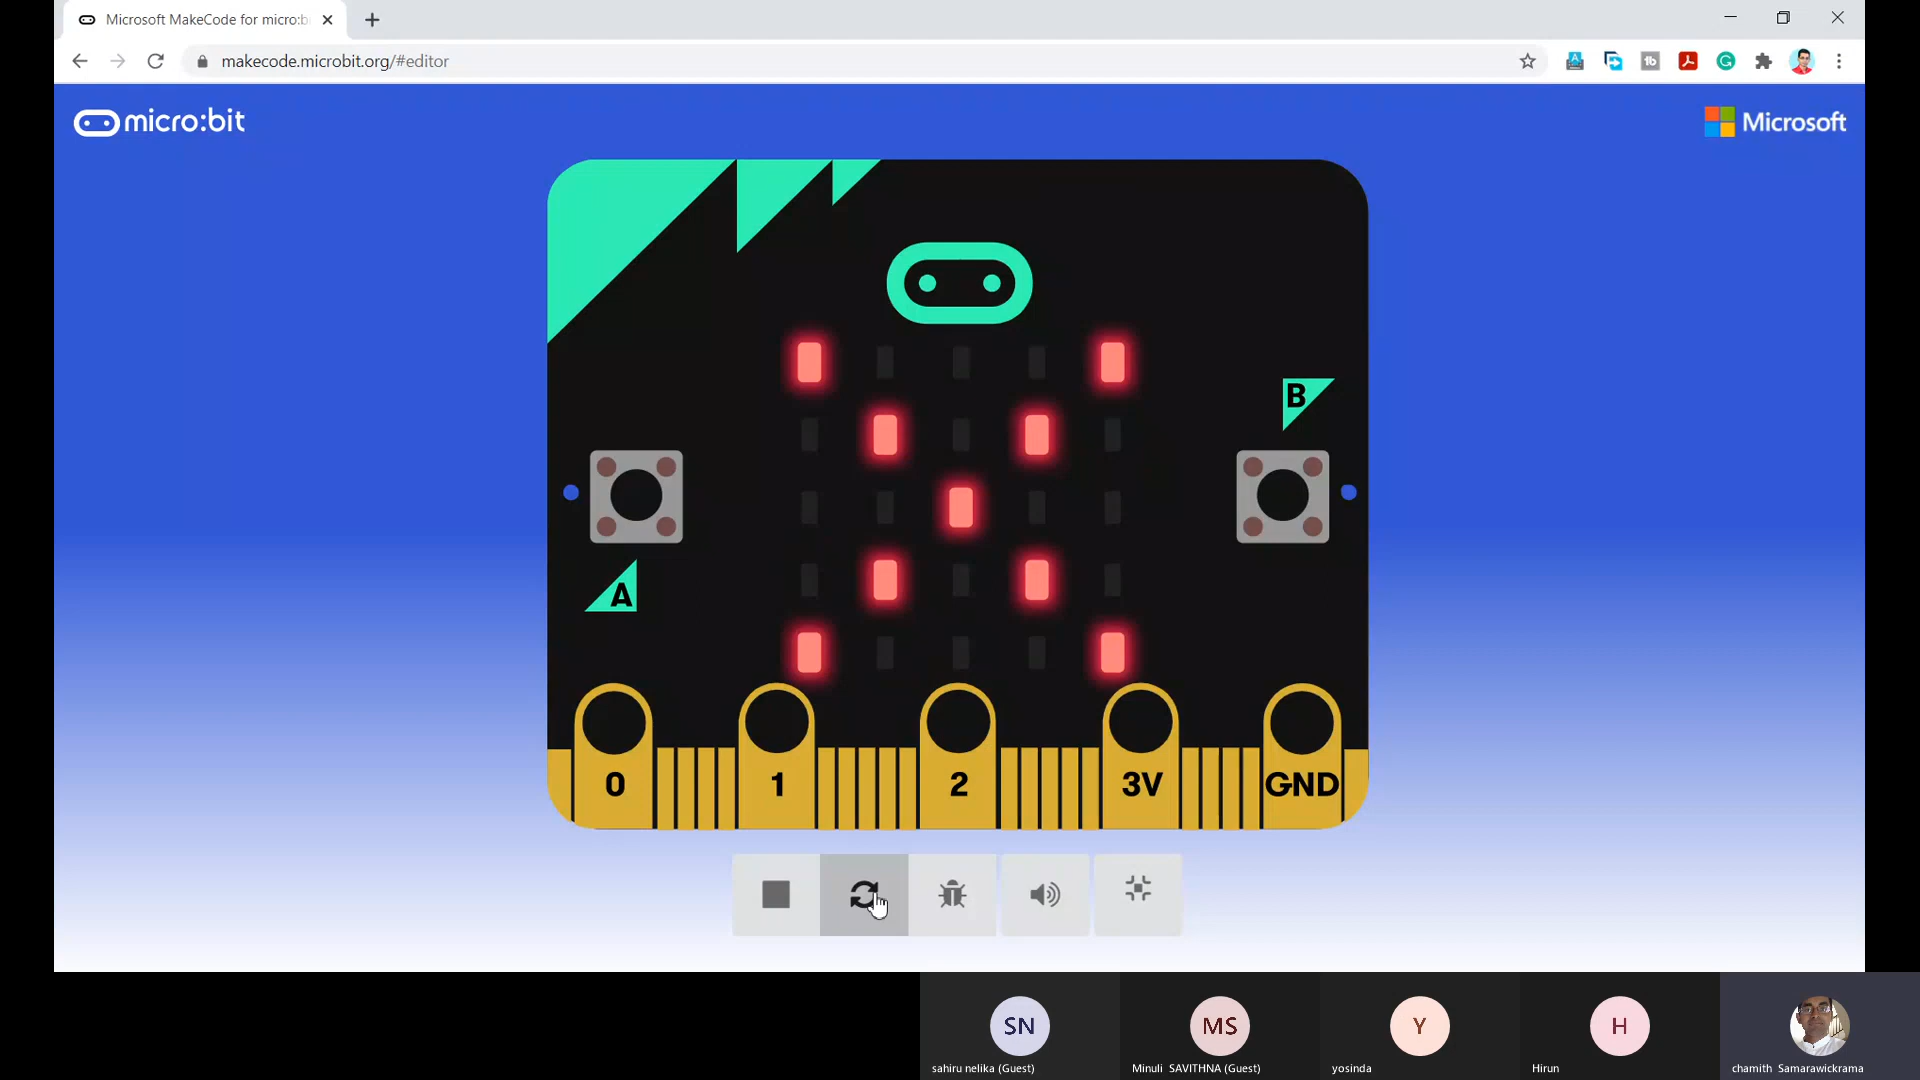 Microsoft MakeCode for micro:b
makecode.microbit.org/#editor
micro:bit
Microsoft
B
A
0
1
2
3V
GND
SN
MS
Y
H
sahiru nelika (Guest)
Minuli SAVITHNA (Guest)
yosinda
Hirun
chamith Samarawickrama